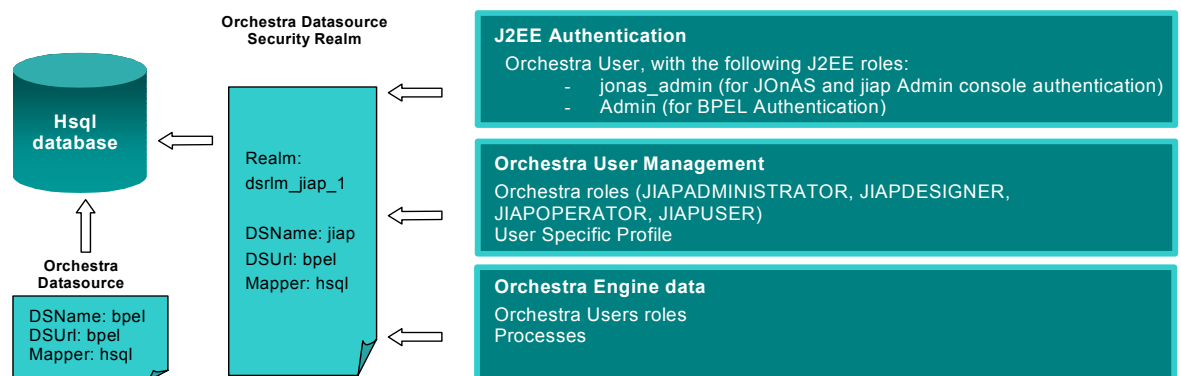 Orchestra Datasource
Security Realm
Hsql
database
Orchestra
Datasource
DSName: bpel
DSUrl: bpel
Mapper: hsql
Realm:
dsrlm_jiap_1
DSName: jiap
DSUrl: bpel
Mapper: hsql
J2EE Authentication
Orchestra User, with the following J2EE roles:
- jonas_admin (for JOnAS and jiap Admin console authentication)
- Admin (for BPEL Authentication)
Orchestra User Management
Orchestra roles (JIAPADMINISTRATOR, JIAPDESIGNER,
JIAPOPERATOR, JIAPUSER)
User Specific Profile
Orchestra Engine data
Orchestra Users roles
Processes